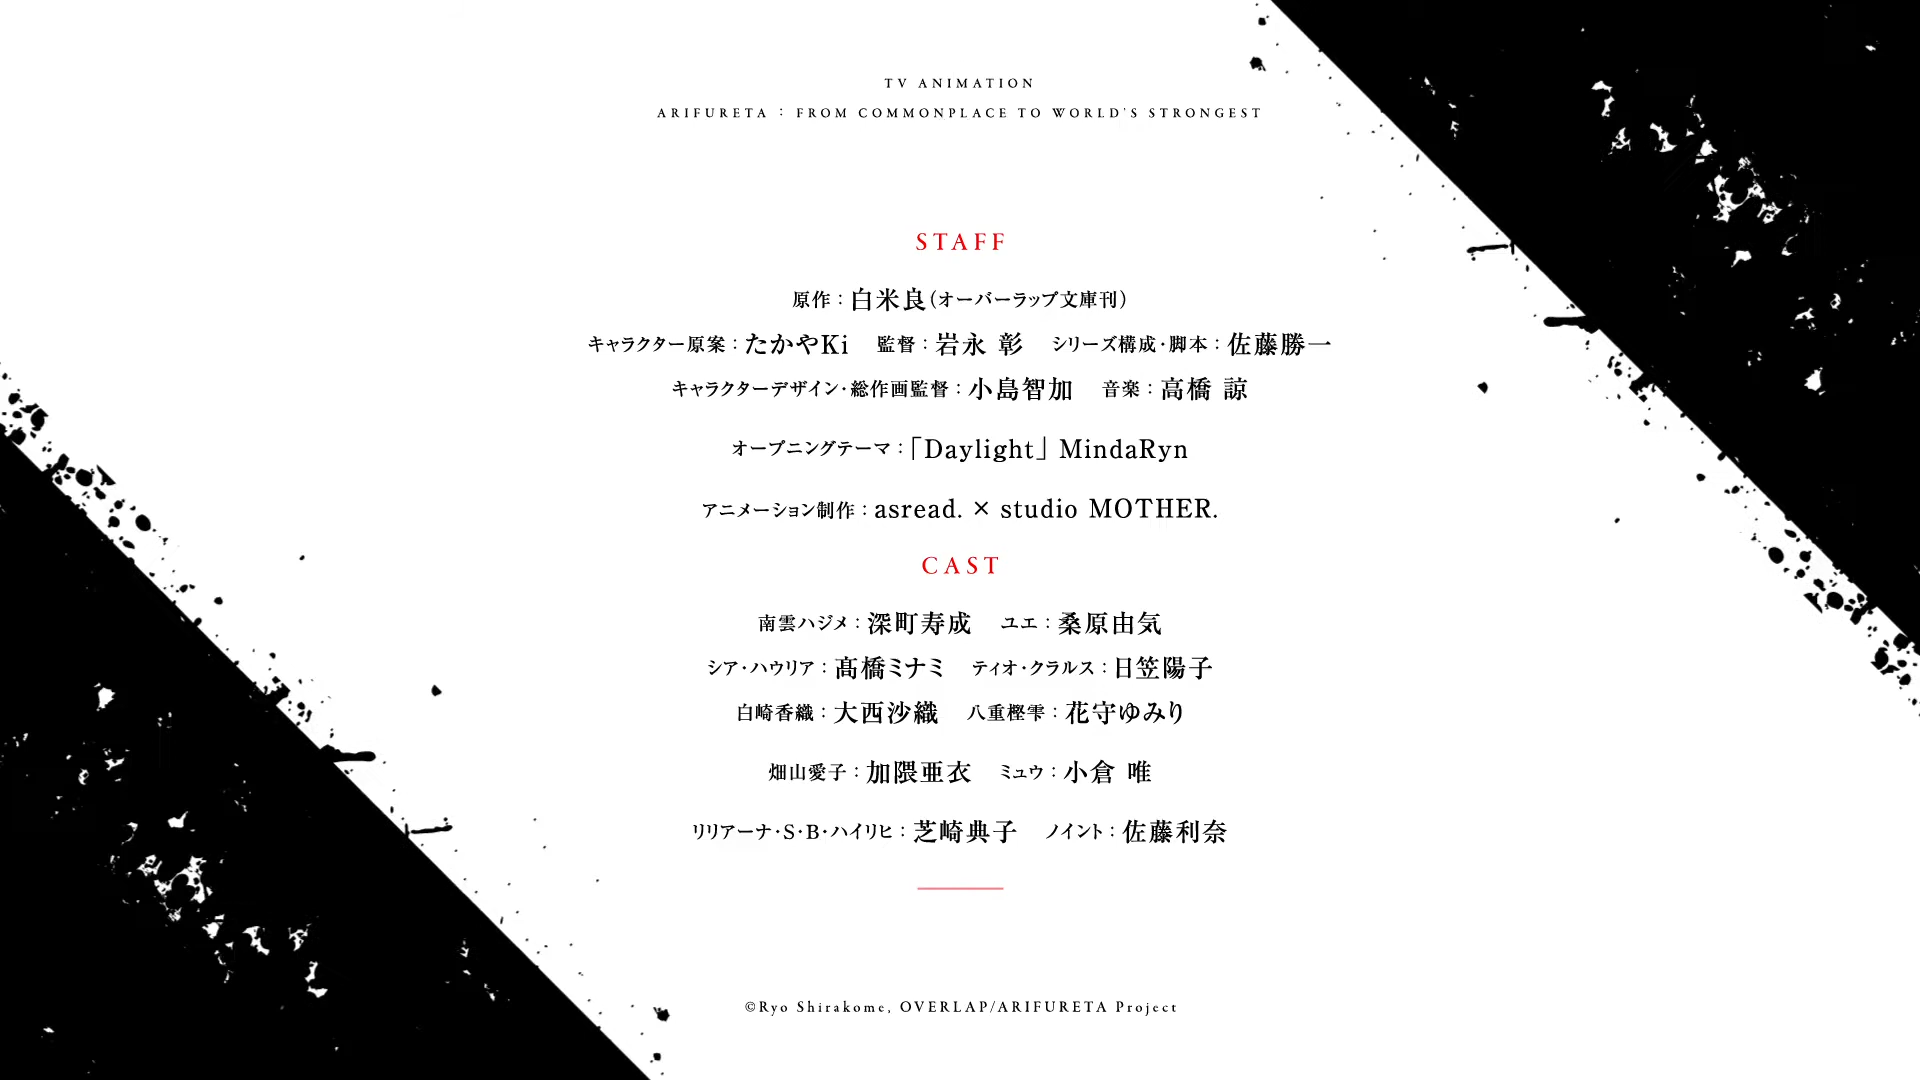 TV ANIMATION
ARIFURETA : FROM COMMONPLACE TO WORLD'S STRONGEST
STAFF
原作：白米良（オーバーラップ文庫刊）
キャラクター原案：たかやKi　監督：岩永 彰　シリーズ構成・脚本：佐藤勝一
キャラクターデザイン・総作画監督：小島智加　音楽：高橋 諒
オープニングテーマ：「Daylight」 MindaRyn
アニメーション制作：asread. × studio MOTHER.
CAST
南雲ハジメ：深町寿成　ユエ：桑原由気
シア・ハウリア：髙橋ミナミ　ティオ・クラルス：日笠陽子
白崎香織：大西沙織　八重樫雫：花守ゆみり
畑山愛子：加隈亜衣　ミュウ：小倉 唯
リリアーナ・S・B・ハイリヒ：芝崎典子　ノイント：佐藤利奈
©Ryo Shirakome, OVERLAP/ARIFURETA Project